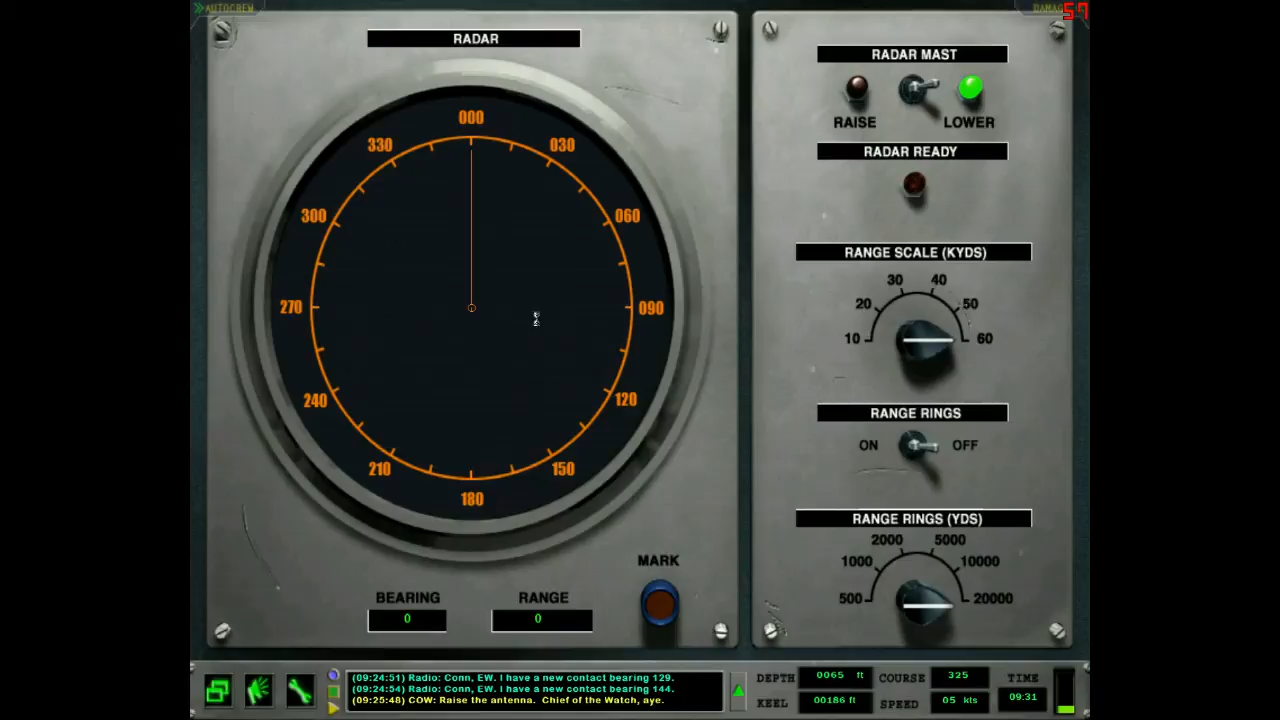 AUTOCREW
RADAR
000
030
060
090
120
150
180
210
240
270
300
330
BEARING
0
RANGE
0
MARK
RADAR MAST
RAISE LOWER
RADAR READY
RANGE SCALE (KYDS)
10 20 30 40 50 60
RANGE RINGS
ON OFF
RANGE RINGS (YDS)
500 1000 2000 5000 10000 20000
(09:24:51) Radio: Conn, EW. I have a new contact bearing 129.
(09:24:54) Radio: Conn, EW. I have a new contact bearing 144.
(09:25:48) COW: Raise the antenna. Chief of the Watch, aye.
DEPTH 0065 ft COURSE 325 TIME
KEEL 00186 ft SPEED 05 kts 09:31